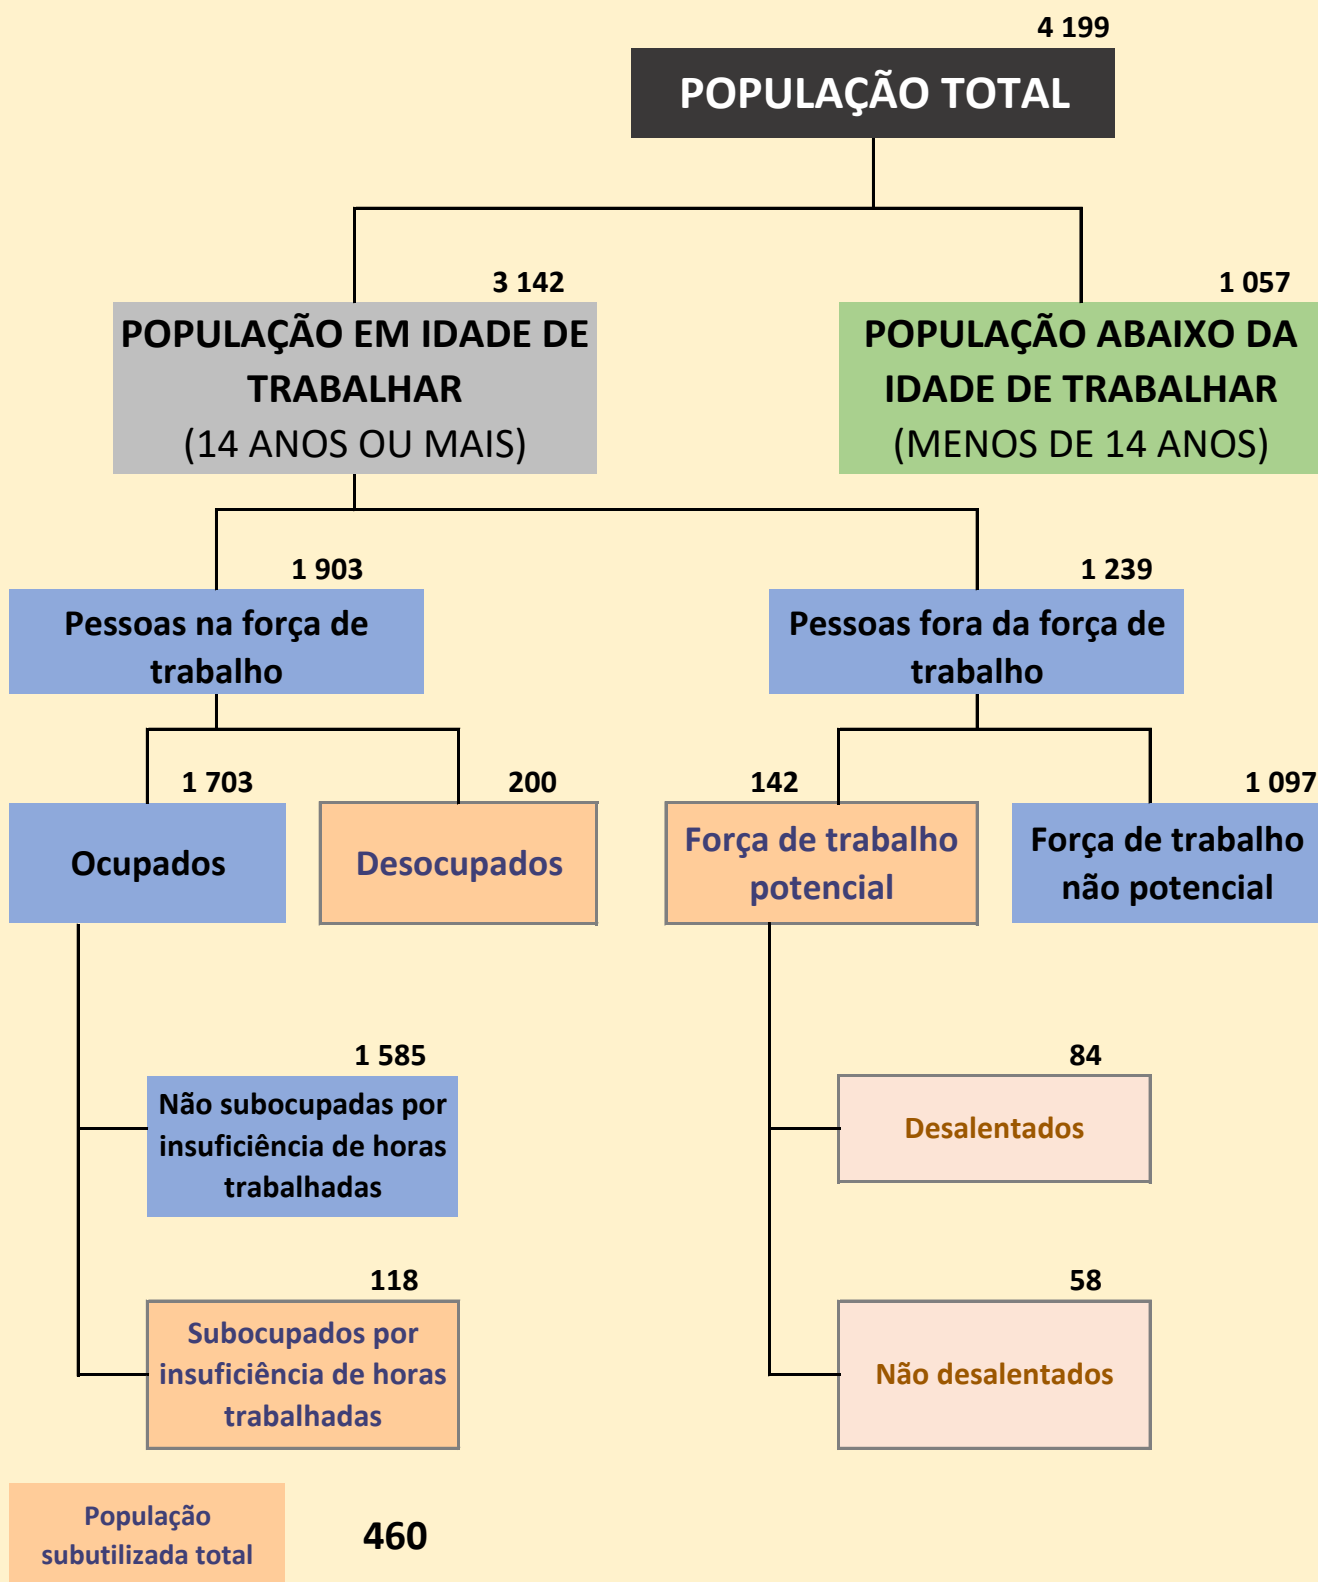 4 199
POPULAÇÃO TOTAL
3 142
POPULAÇÃO EM IDADE DE
TRABALHAR
(14 ANOS OU MAIS)
1 057
POPULAÇÃO ABAIXO DA
IDADE DE TRABALHAR
(MENOS DE 14 ANOS)
1 903
Pessoas na força de
trabalho
1 239
Pessoas fora da força de
trabalho
1 703
Ocupados
200
Desocupados
142
Força de trabalho
potencial
1 097
Força de trabalho
não potencial
1 585
Não subocupadas por
insuficiência de horas
trabalhadas
84
Desalentados
118
Subocupados por
insuficiência de horas
trabalhadas
58
Não desalentados
População
subutilizada total
460